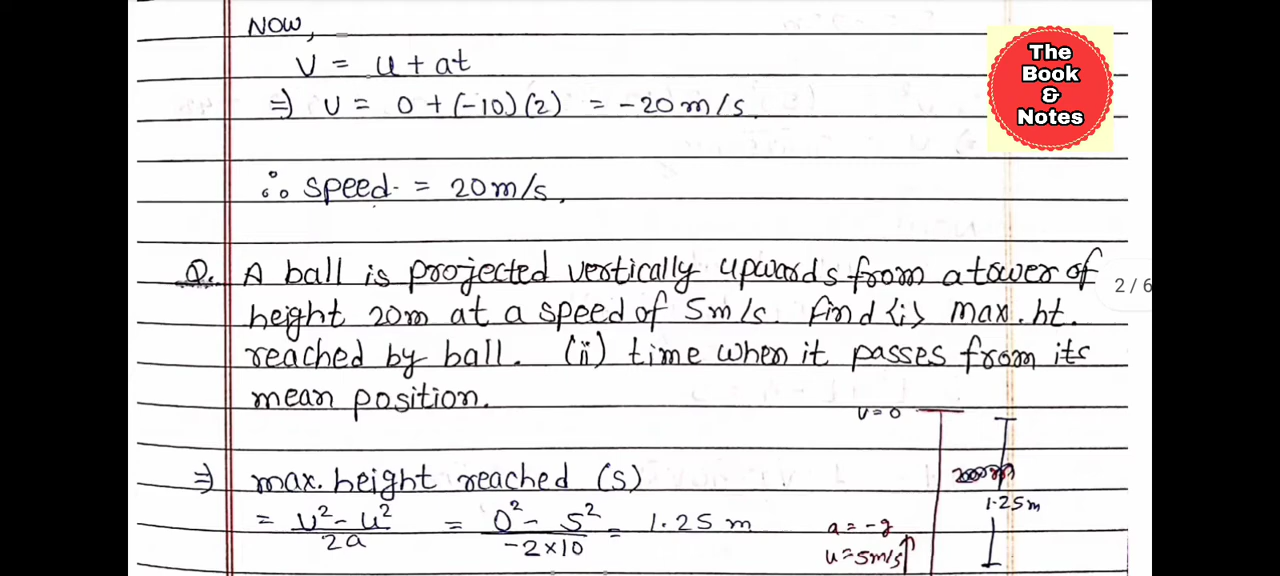 Now,
V = u + at
⇒ V = 0 + (-10)(2) = -20 m/s.
∴ speed = 20 m/s.
The
Book
&
Notes
Q. A ball is projected vertically upwards from a tower of
height 20m at a speed of 5m/s. Find (i) max. ht.
reached by ball. (ii) time when it passes from its
mean position.
2 / 6
V = 0
⇒ max. height reached (s)
= V² - u² / 2a = 0² - 5² / -2×10 = 1.25 m
1.25m
a = -g
u = 5m/s ↑